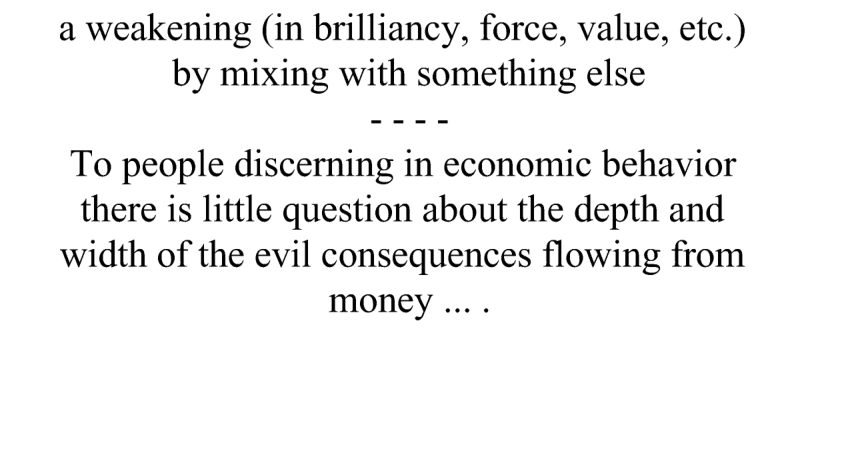 a weakening (in brilliancy, force, value, etc.)
by mixing with something else
- - - -
To people discerning in economic behavior
there is little question about the depth and
width of the evil consequences flowing from
money ... .